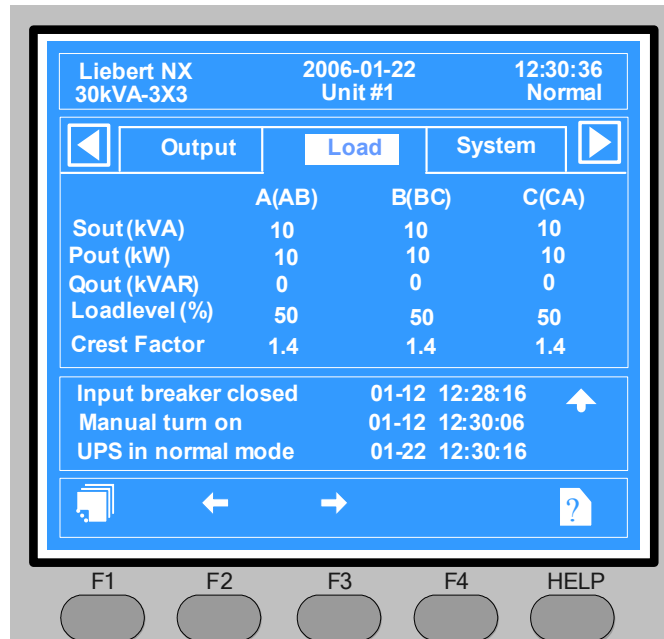 Liebert NX 2006-01-22 12:30:36
30kVA-3X3 Unit #1 Normal
Output Load System
A(AB) B(BC) C(CA)
Sout (kVA) 10 10 10
Pout (kW) 10 10 10
Qout (kVAR) 0 0 0
Loadlevel (%) 50 50 50
Crest Factor 1.4 1.4 1.4
Input breaker closed 01-12 12:28:16
Manual turn on 01-12 12:30:06
UPS in normal mode 01-22 12:30:16
?
F1 F2 F3 F4 HELP